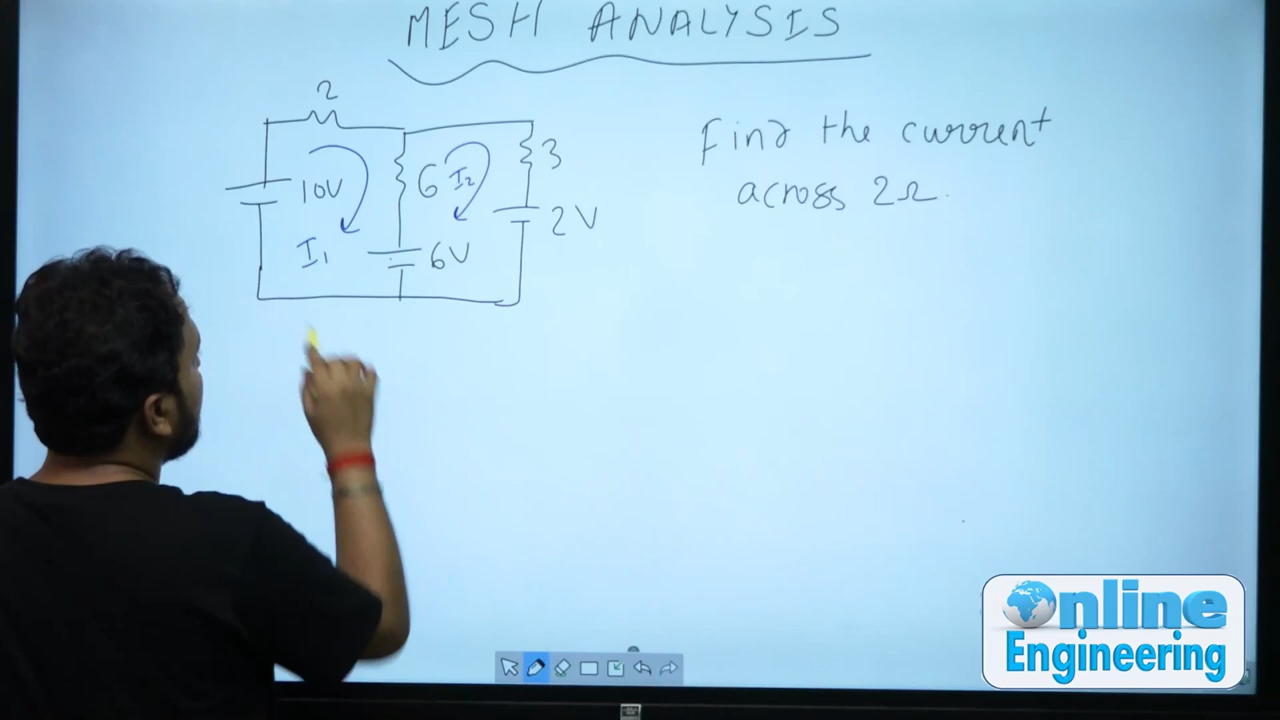 MESH ANALYSIS
2
10V
I1
6
I2
3
6V
2V
Find the current
across 2Ω.
Online
Engineering